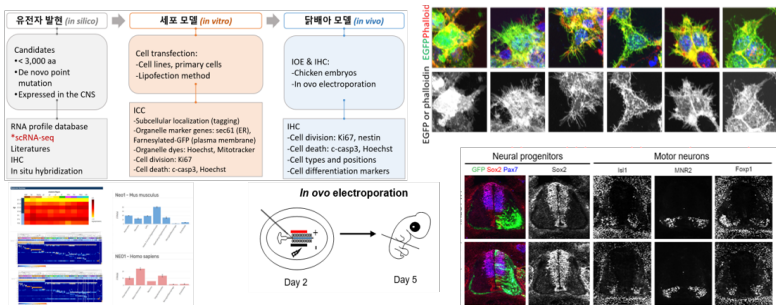 유전자 발현 (in silico)
Candidates
• < 3,000 aa
• De novo point
mutation
• Expressed in the CNS
RNA profile database
*scRNA-seq
Literatures
IHC
In situ hybridization
세포 모델 (in vitro)
Cell transfection:
-Cell lines, primary cells
-Lipofection method
ICC
-Subcellular localization (tagging)
-Organelle marker genes: sec61 (ER),
Farnesylated-GFP (plasma membrane)
-Organelle dyes: Hoechst, Mitotracker
-Cell division: Ki67
-Cell death: c-casp3, Hoechst
닭배아 모델 (in vivo)
IOE & IHC:
-Chicken embryos
-In ovo electroporation
IHC
-Cell division: Ki67, nestin
-Cell death: c-casp3, Hoechst
-Cell types and positions
-Cell differentiation markers
EGFP/Phalloid
EGFP or phalloidin
Neo1 - Mus musculus
NEO1 - Homo sapiens
In ovo electroporation
+
-
Day 2
Day 5
Neural progenitors
Motor neurons
GFP Sox2 Pax7
Sox2
Isl1
MNR2
Foxp1